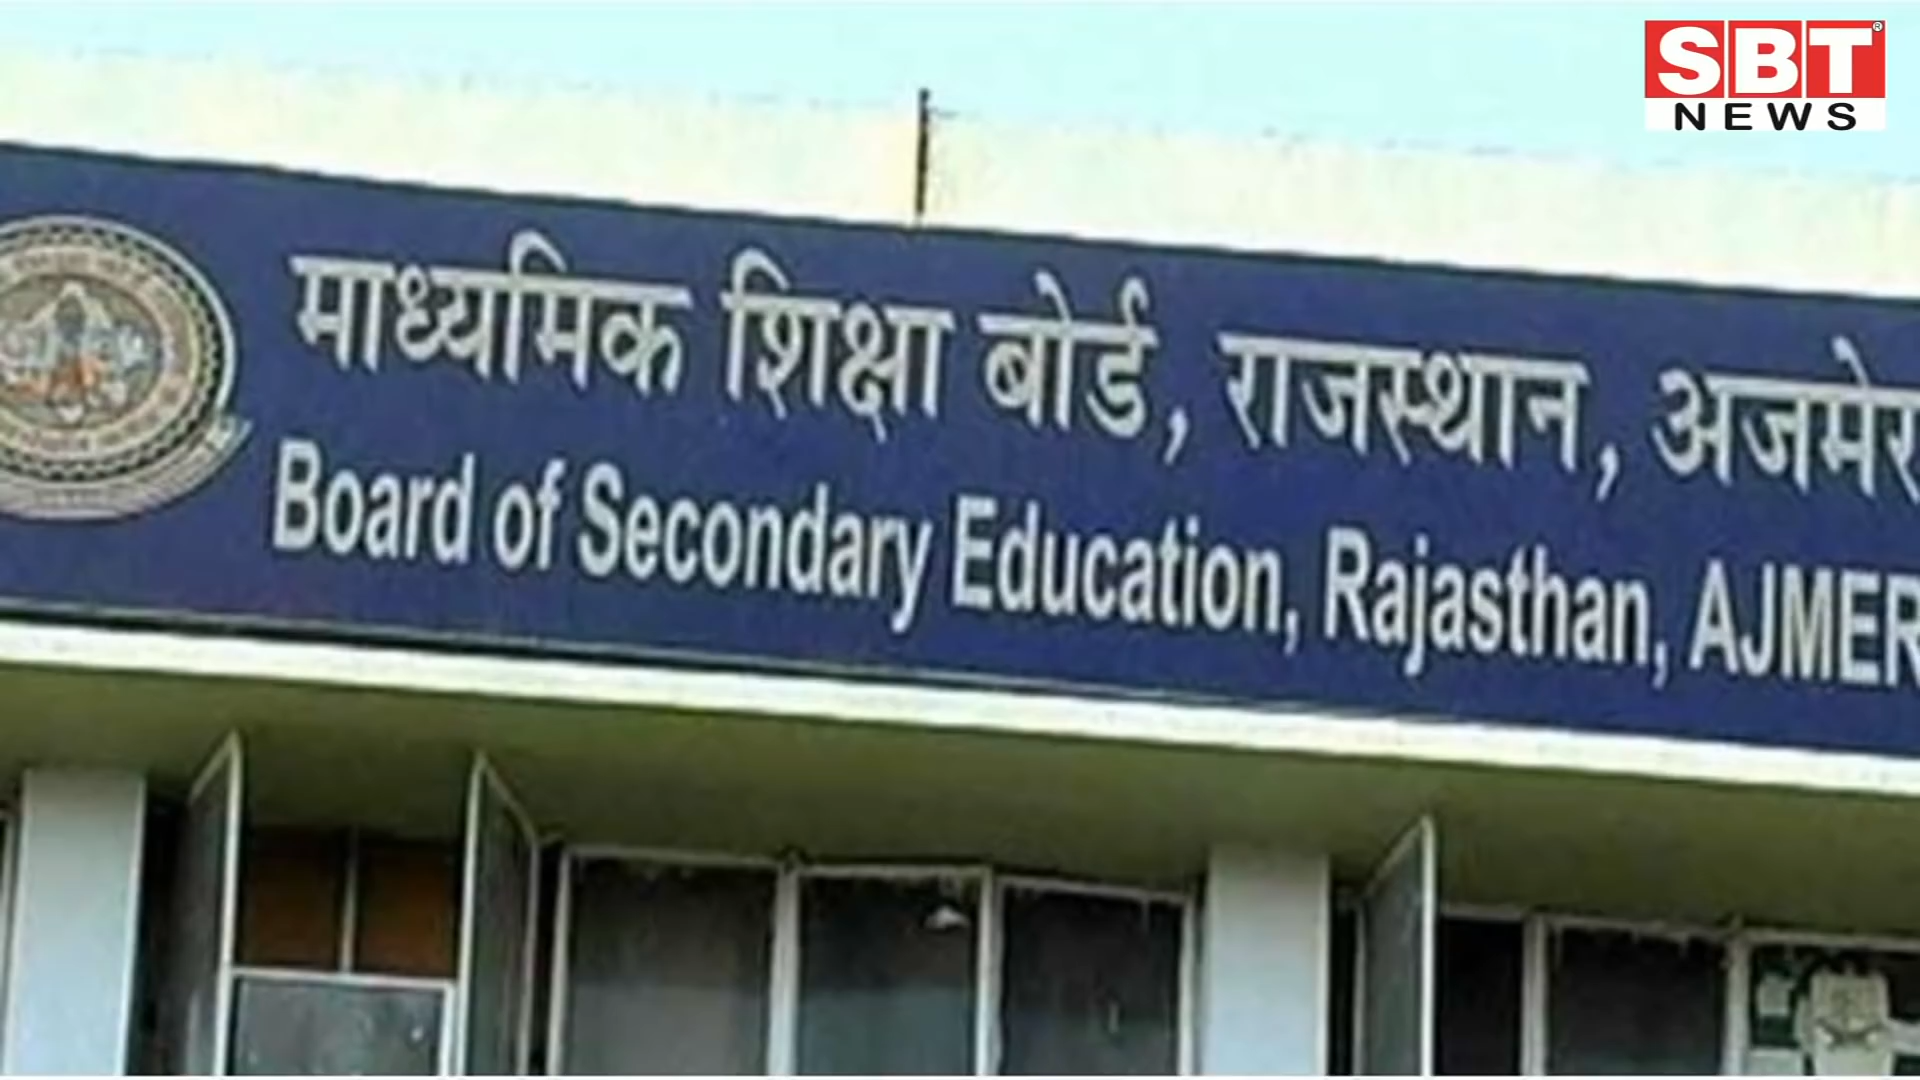 SBT
NEWS
माध्यमिक शिक्षा बोर्ड, राजस्थान, अजमेर
Board of Secondary Education, Rajasthan, AJMER